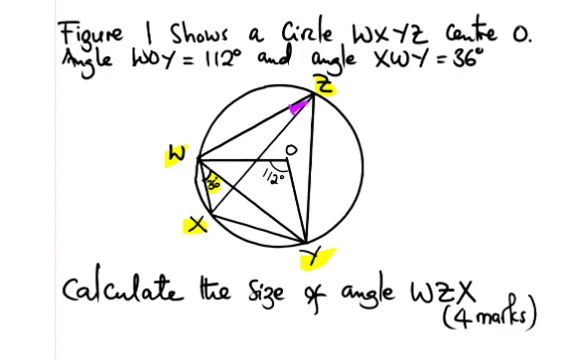 Figure 1 Shows a Circle WXYZ Centre O.
Angle WOY = 112° and angle XWY = 36°
Z
W
O
36
112°
X
Y
Calculate the size of angle WZX
(4 marks)